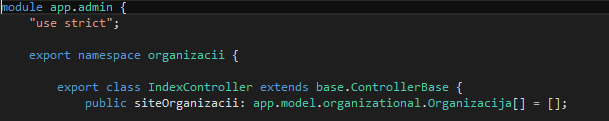 module app.admin {
"use strict";
export namespace organizacii {
export class IndexController extends base.ControllerBase {
public siteOrganizacii: app.model.organizational.Organizacija[] = [];